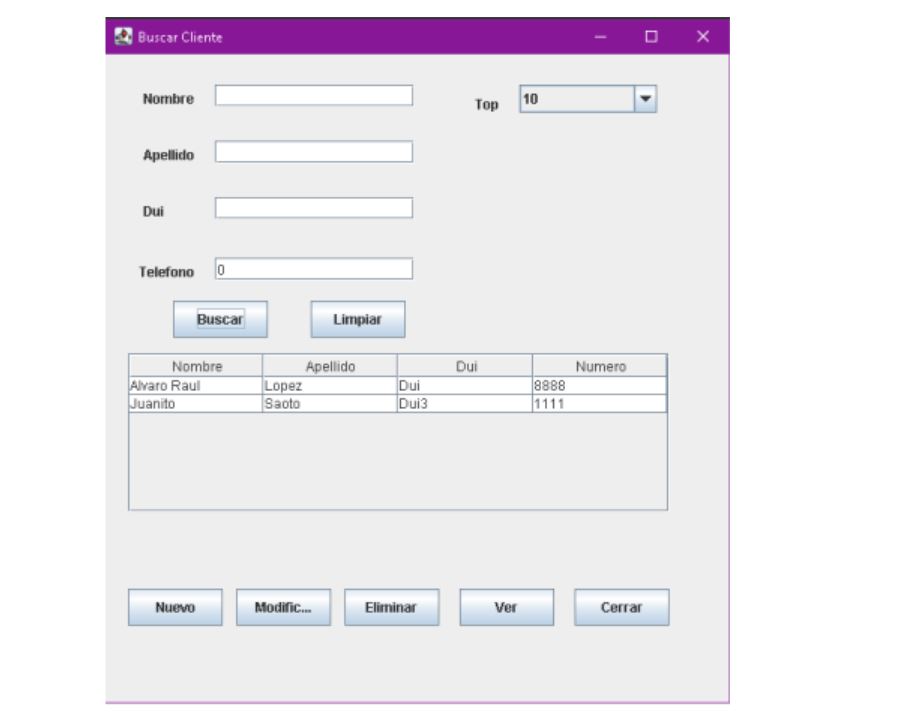 Buscar Cliente
Nombre
Top 10
Apellido
Dui
Telefono 0
Buscar Limpiar
Nombre Apellido Dui Numero
Alvaro Raul Lopez Dui 8888
Juanito Saoto Dui3 1111
Nuevo Modific... Eliminar Ver Cerrar